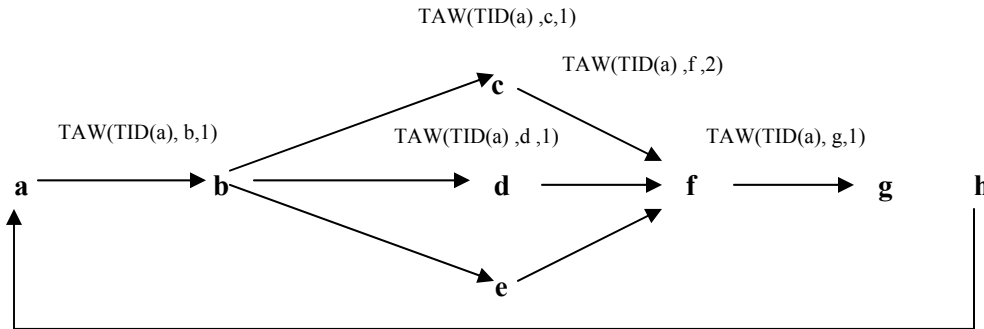 TAW(TID(a) ,c,1)
TAW(TID(a) ,f ,2)
c
TAW(TID(a), b,1)
TAW(TID(a) ,d ,1)
TAW(TID(a), g,1)
a b d f g h
e